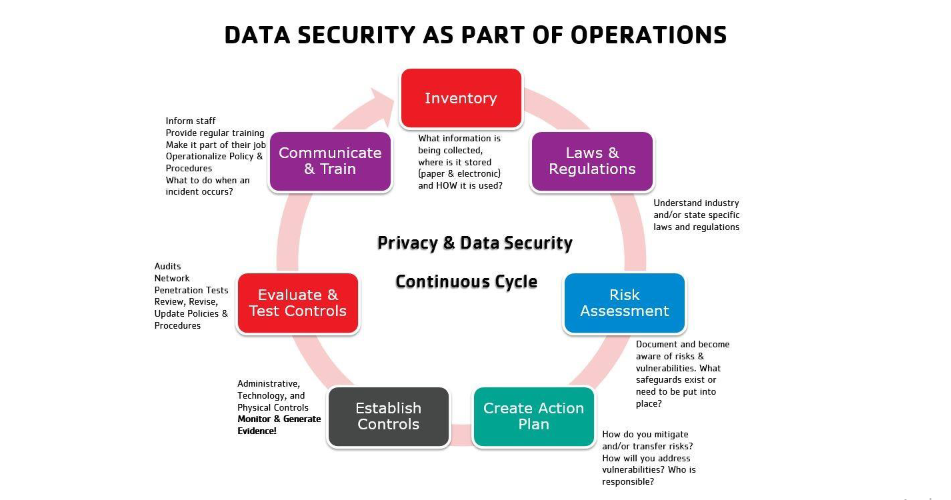 DATA SECURITY AS PART OF OPERATIONS
Inventory
What information is
being collected,
where is it stored
(paper & electronic)
and HOW it is used?
Laws &
Regulations
Understand industry
and/or state specific
laws and regulations
Risk
Assessment
Document and become
aware of risks &
vulnerabilities. What
safeguards exist or
need to be put into
place?
Create Action
Plan
How do you mitigate
and/or transfer risks?
How will you address
vulnerabilities? Who is
responsible?
Establish
Controls
Administrative,
Technology, and
Physical Controls
Monitor & Generate
Evidence!
Evaluate &
Test Controls
Audits
Network
Penetration Tests
Review, Revise,
Update Policies &
Procedures
Communicate
& Train
Inform staff
Provide regular training
Make it part of their job
Operationalize Policy &
Procedures
What to do when an
incident occurs?
Privacy & Data Security
Continuous Cycle